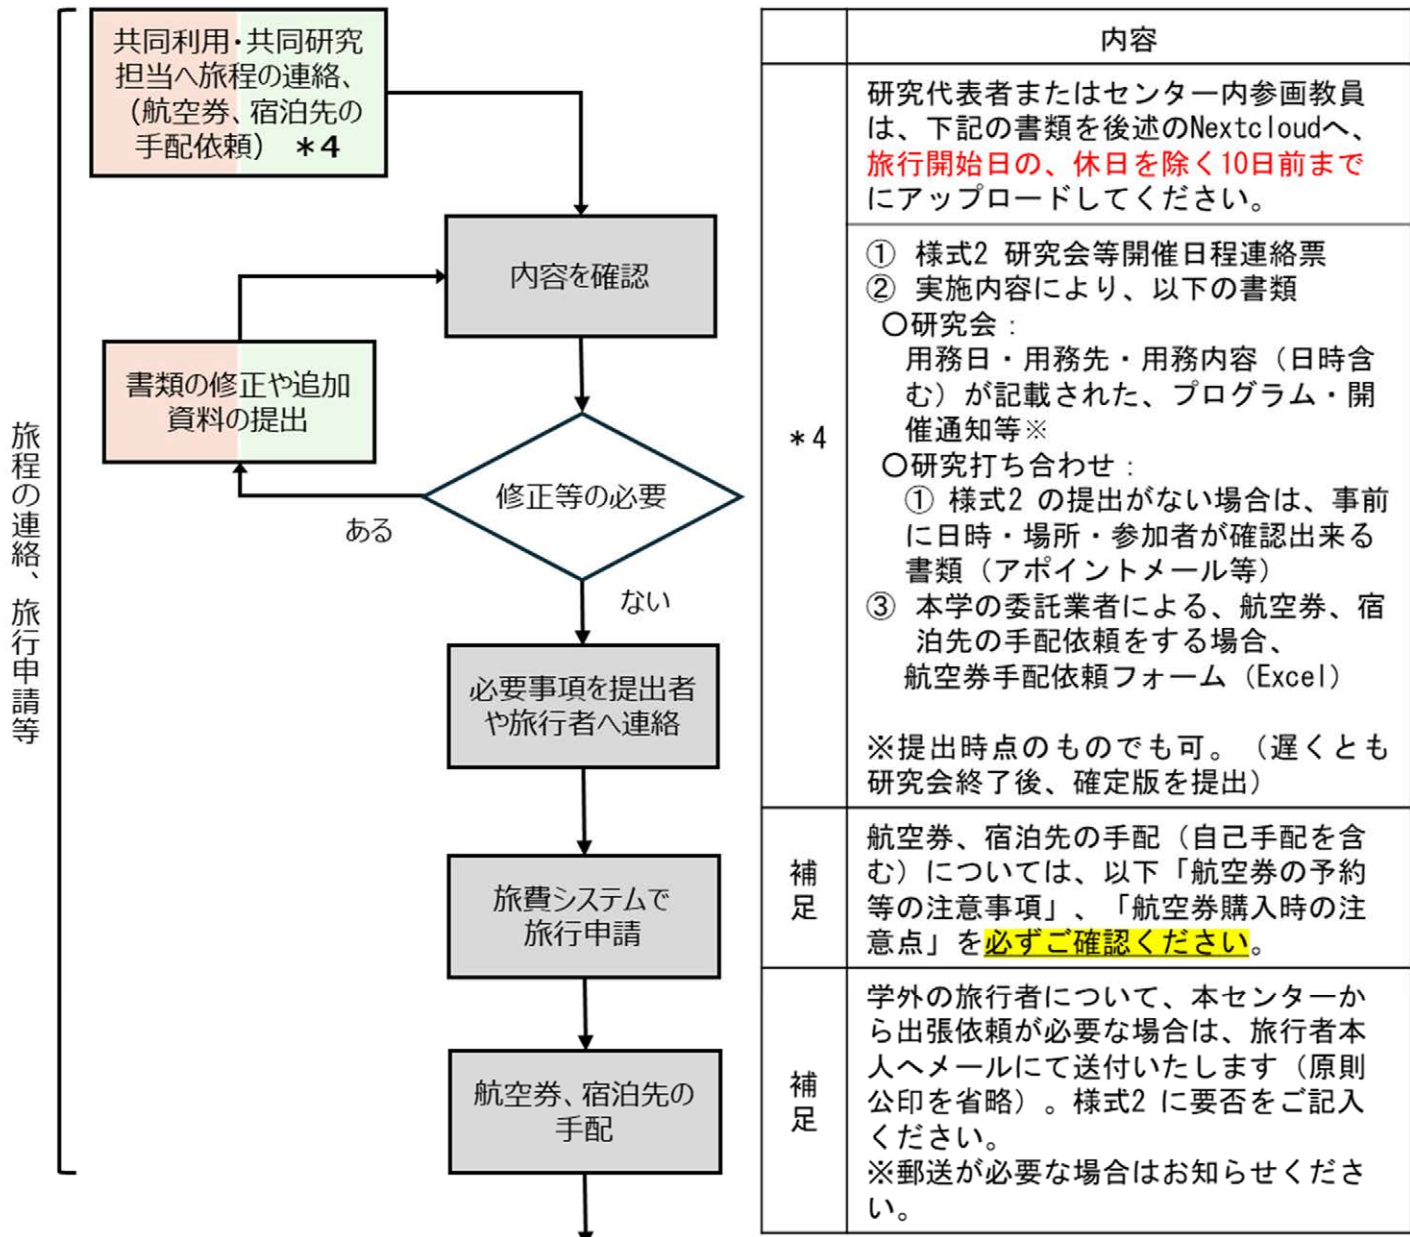 旅程の連絡、旅行申請等
共同利用・共同研究
担当へ旅程の連絡、
（航空券、宿泊先の
手配依頼） ＊4
内容を確認
書類の修正や追加
資料の提出
修正等の必要
ある
ない
必要事項を提出者
や旅行者へ連絡
旅費システムで
旅行申請
航空券、宿泊先の
手配
内容
＊4
研究代表者またはセンター内参画教員
は、下記の書類を後述のNextcloudへ、
旅行開始日の、休日を除く10日前まで
にアップロードしてください。
① 様式2 研究会等開催日程連絡票
② 実施内容により、以下の書類
〇研究会：
用務日・用務先・用務内容（日時含
む）が記載された、プログラム・開
催通知等※
〇研究打ち合わせ：
① 様式2 の提出がない場合は、事前
に日時・場所・参加者が確認出来る
書類（アポイントメール等）
③ 本学の委託業者による、航空券、宿
泊先の手配依頼をする場合、
航空券手配依頼フォーム（Excel）
※提出時点のものでも可。（遅くとも
研究会終了後、確定版を提出）
補足
航空券、宿泊先の手配（自己手配を含
む）については、以下「航空券の予約
等の注意事項」、「航空券購入時の注
意点」を必ずご確認ください。
補足
学外の旅行者について、本センターか
ら出張依頼が必要な場合は、旅行者本
人へメールにて送付いたします（原則
公印を省略）。様式2 に要否をご記入
ください。
※郵送が必要な場合はお知らせくださ
い。